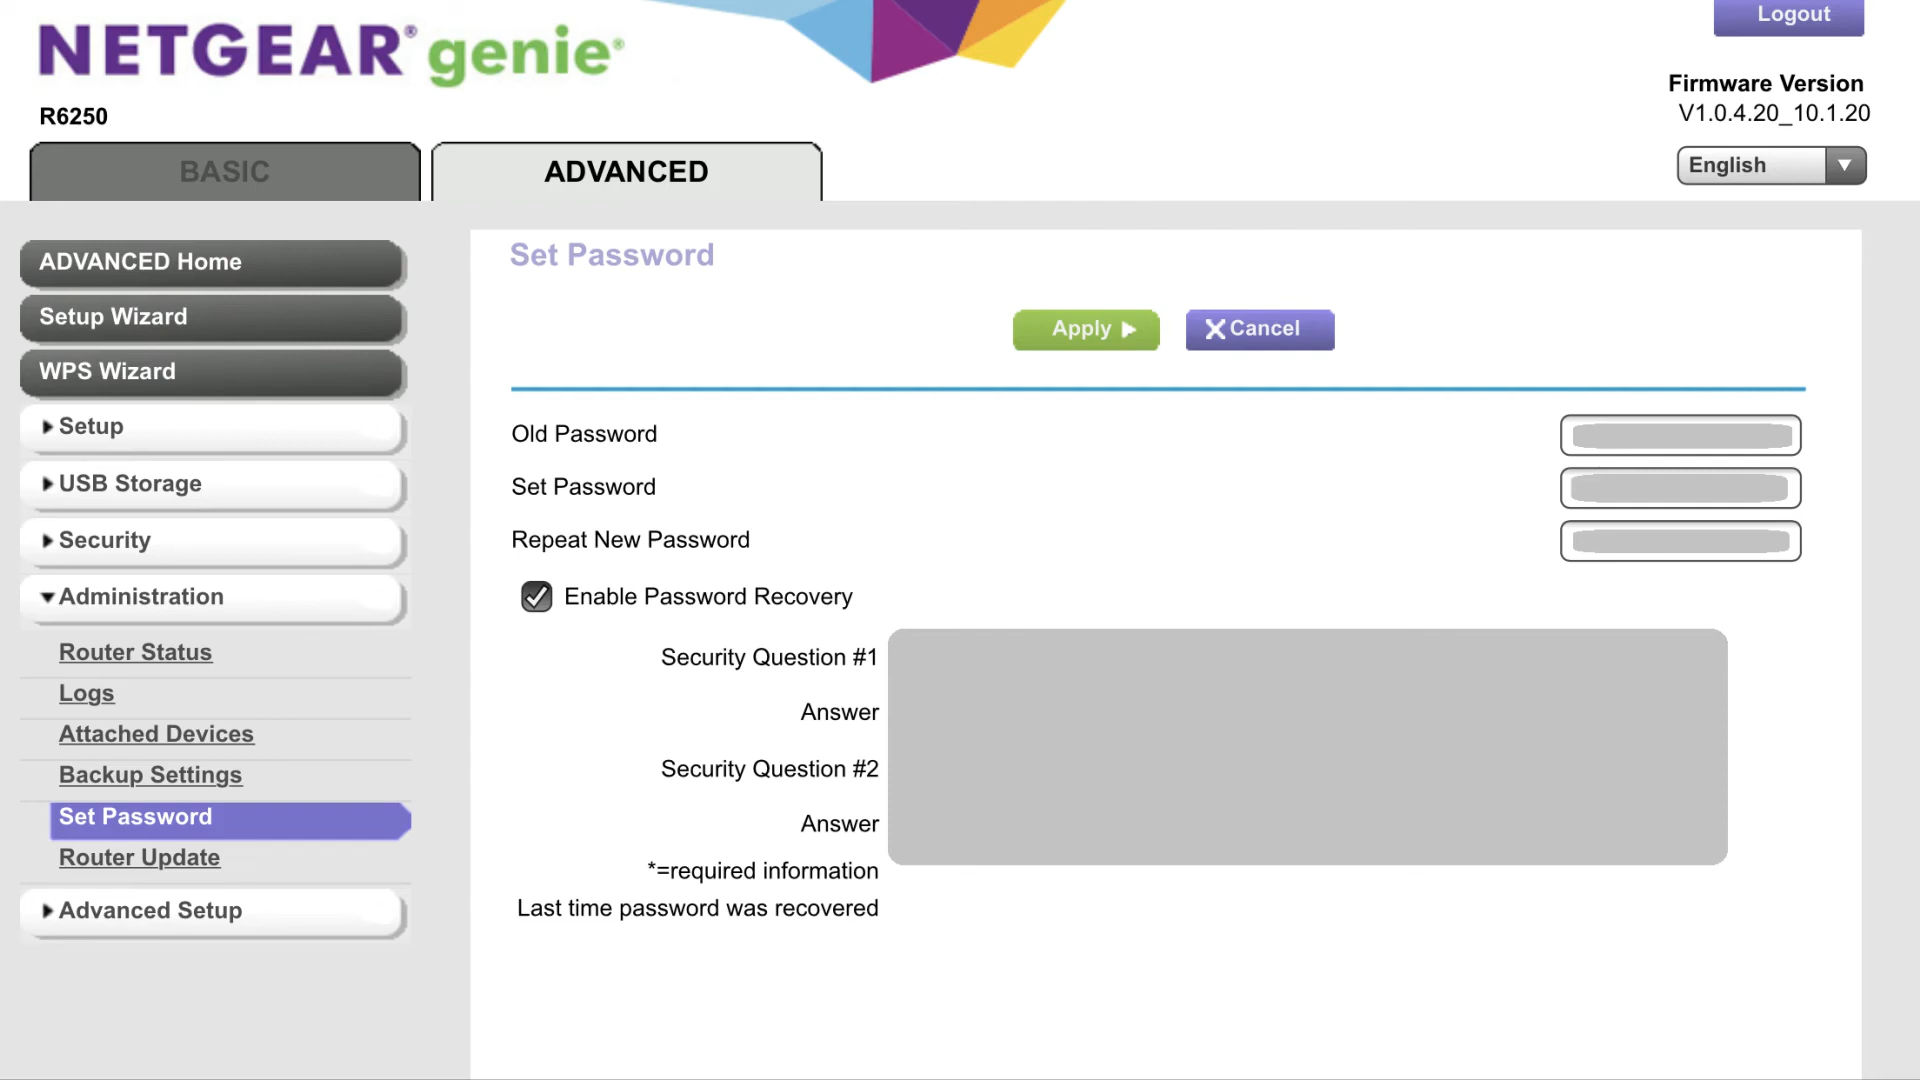 NETGEAR® genie®
Logout
R6250
Firmware Version
V1.0.4.20_10.1.20
BASIC
ADVANCED
English
ADVANCED Home
Setup Wizard
WPS Wizard
Setup
USB Storage
Security
Administration
Router Status
Logs
Attached Devices
Backup Settings
Set Password
Router Update
Advanced Setup
Set Password
Apply
Cancel
Old Password
Set Password
Repeat New Password
Enable Password Recovery
Security Question #1
Answer
Security Question #2
Answer
*=required information
Last time password was recovered